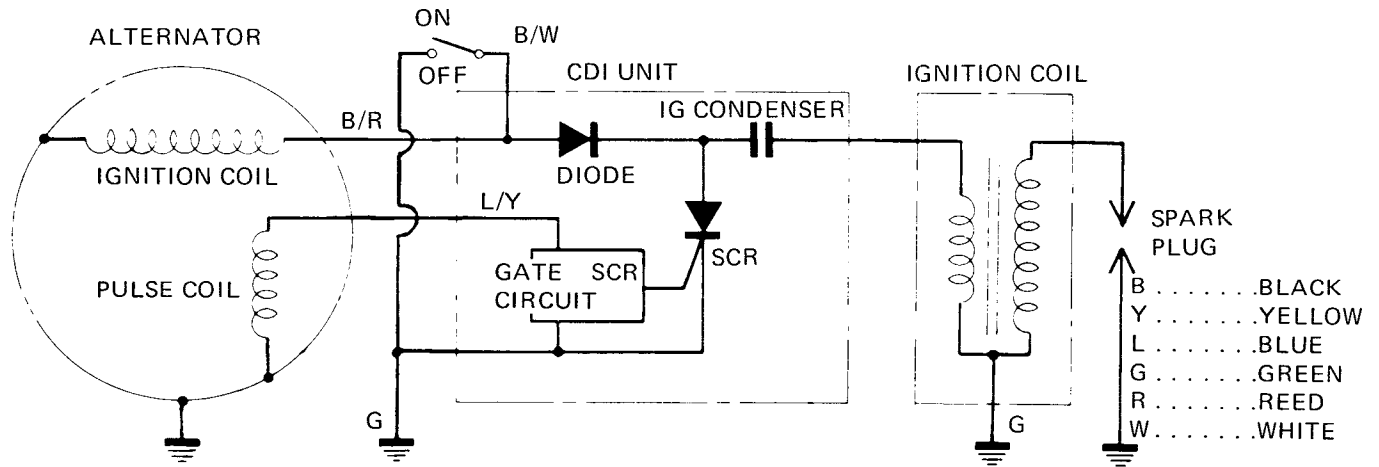 ALTERNATOR
ON
B/W
OFF
CDI UNIT
IGNITION COIL
IG CONDENSER
B/R
IGNITION COIL
DIODE
L/Y
PULSE COIL
GATE SCR
CIRCUIT
SCR
SPARK
PLUG
B . . . . . . . BLACK
Y . . . . . . . YELLOW
L . . . . . . . BLUE
G . . . . . . . GREEN
R . . . . . . . REED
W . . . . . . . WHITE
G
G